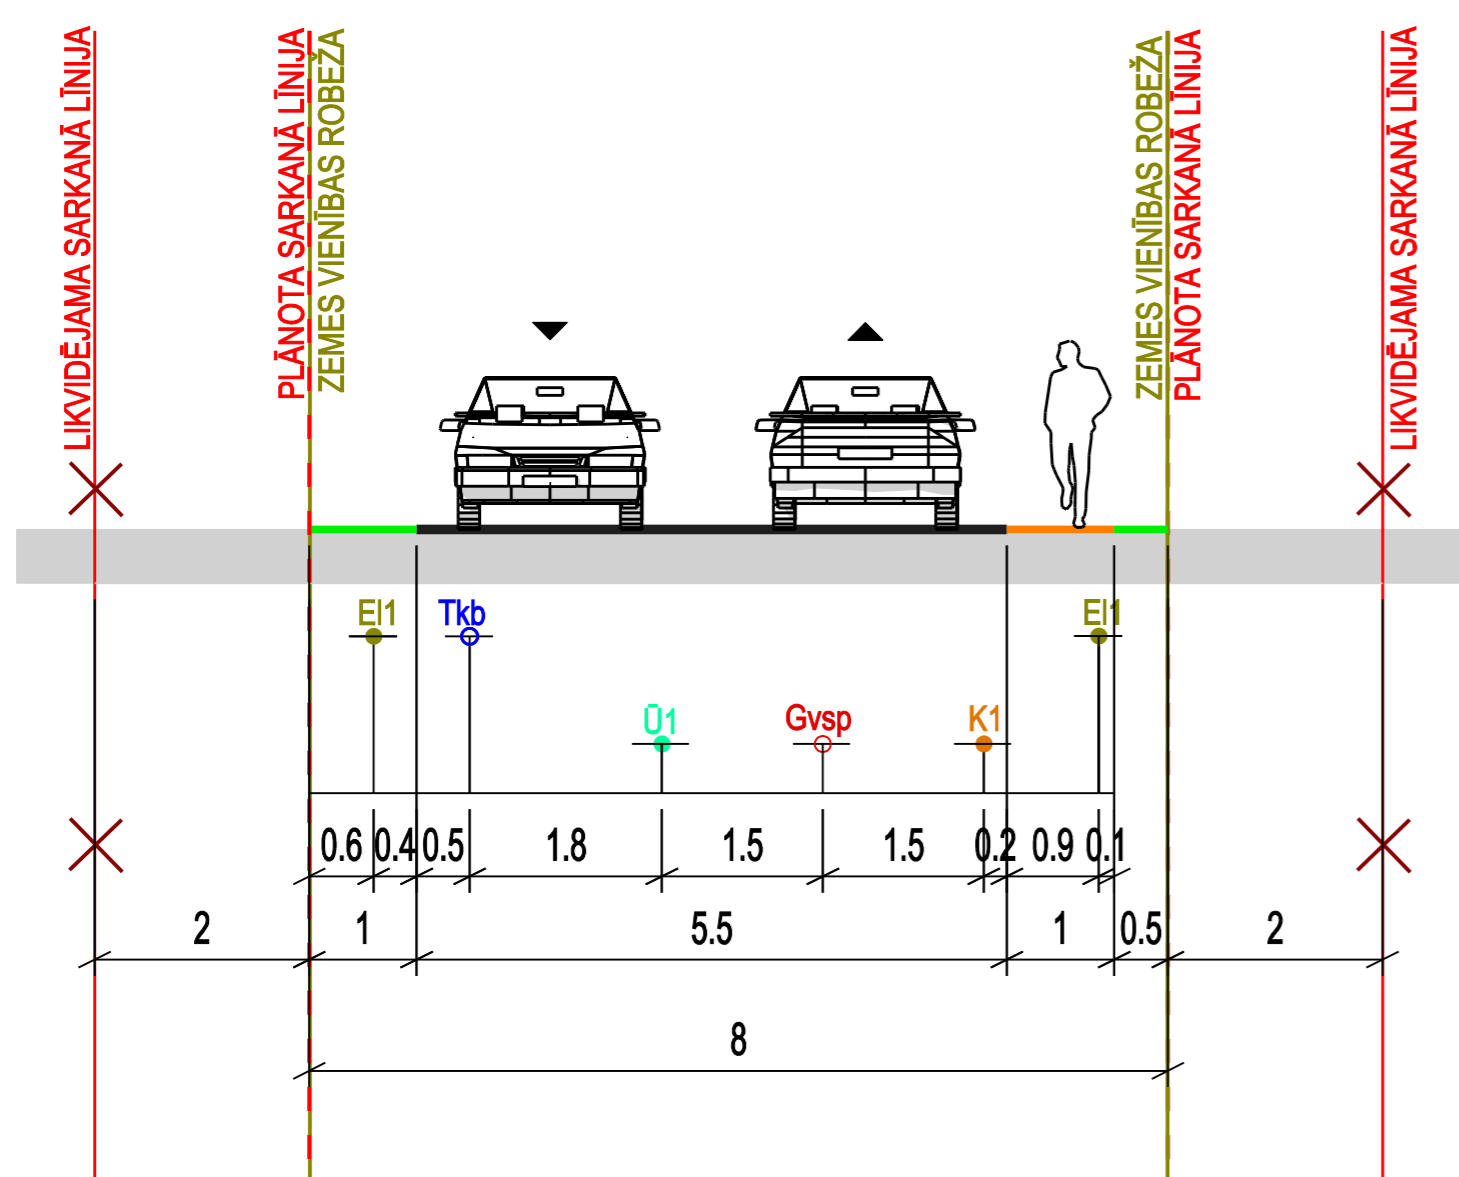 LIKVIDĒJAMA SARKANĀ LĪNIJA
PLĀNOTA SARKANĀ LĪNIJA
ZEMES VIENĪBAS ROBEŽA
ZEMES VIENĪBAS ROBEŽA
PLĀNOTA SARKANĀ LĪNIJA
LIKVIDĒJAMA SARKANĀ LĪNIJA
El1 Tkb El1
Ū1 Gvsp K1
0.6 0.4 0.5 1.8 1.5 1.5 0.2 0.9 0.1
2 1 5.5 1 0.5 2
8